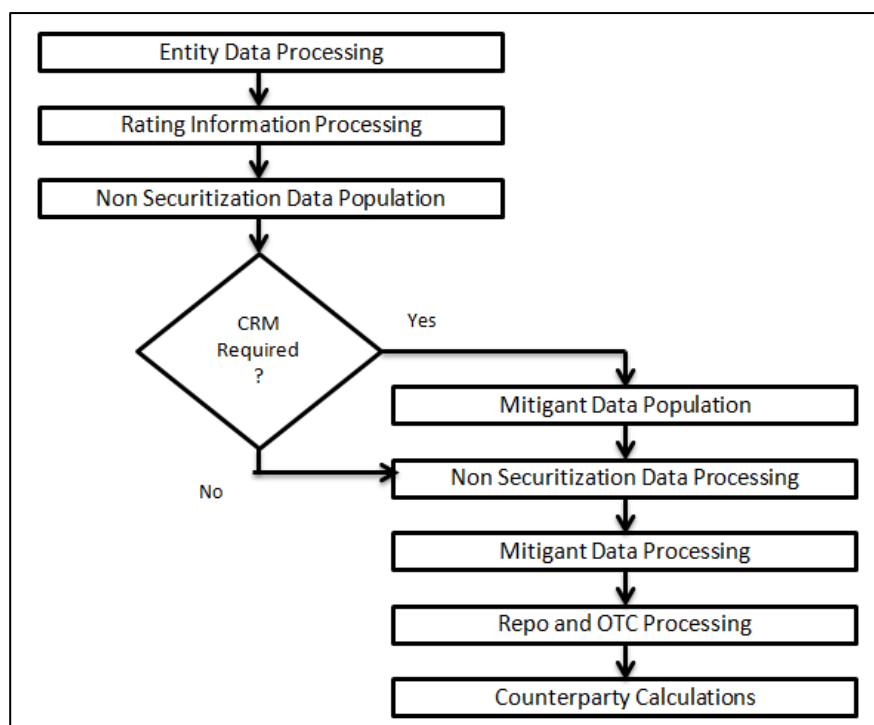 Entity Data Processing
Rating Information Processing
Non Securitization Data Population
CRM
Required
?
Yes
Mitigant Data Population
No
Non Securitization Data Processing
Mitigant Data Processing
Repo and OTC Processing
Counterparty Calculations